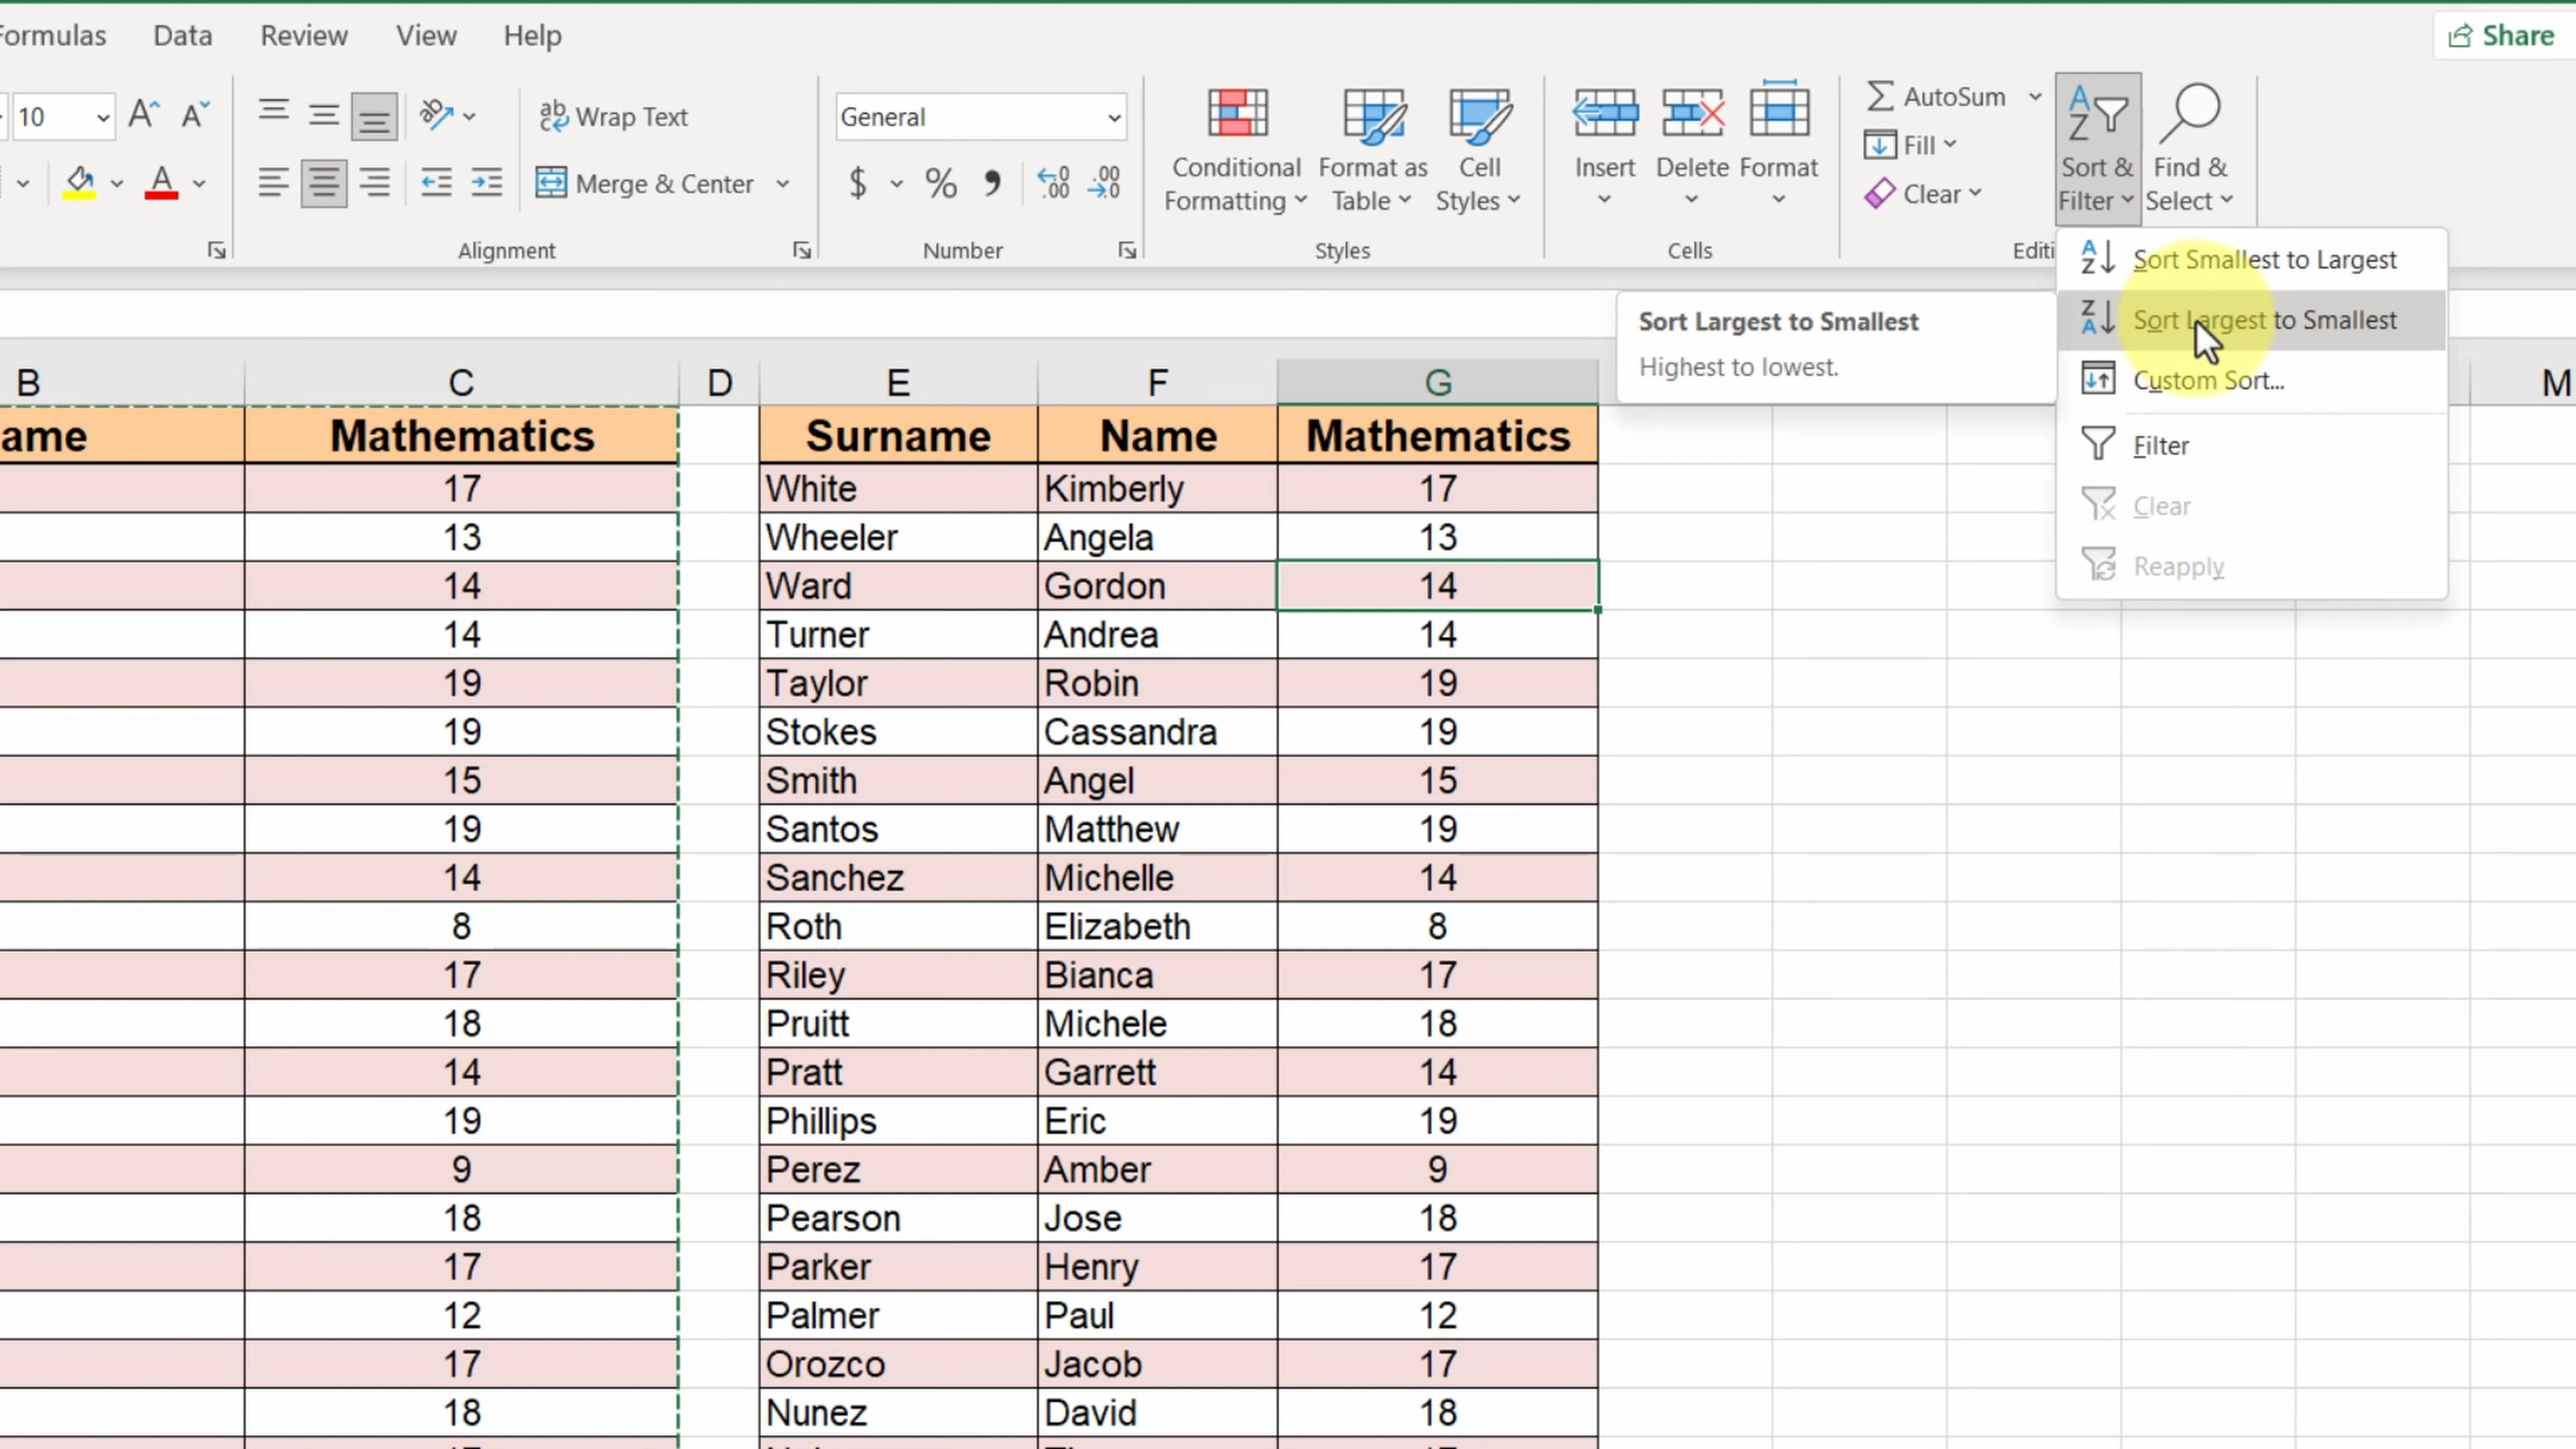 Formulas Data Review View Help Share
10 A A Wrap Text General AutoSum
Fill
A Merge & Center $ % , .00 .00 Clear
Conditional Formatting Format as Table Cell Styles Insert Delete Format Sort & Filter Find & Select
Alignment Number Styles Cells Editi
Sort Smallest to Largest
Sort Largest to Smallest
Custom Sort...
Filter
Clear
Reapply
Sort Largest to Smallest
Highest to lowest.
B C D E F G M
ame Mathematics Surname Name Mathematics
17 White Kimberly 17
13 Wheeler Angela 13
14 Ward Gordon 14
14 Turner Andrea 14
19 Taylor Robin 19
19 Stokes Cassandra 19
15 Smith Angel 15
19 Santos Matthew 19
14 Sanchez Michelle 14
8 Roth Elizabeth 8
17 Riley Bianca 17
18 Pruitt Michele 18
14 Pratt Garrett 14
19 Phillips Eric 19
9 Perez Amber 9
18 Pearson Jose 18
17 Parker Henry 17
12 Palmer Paul 12
17 Orozco Jacob 17
18 Nunez David 18